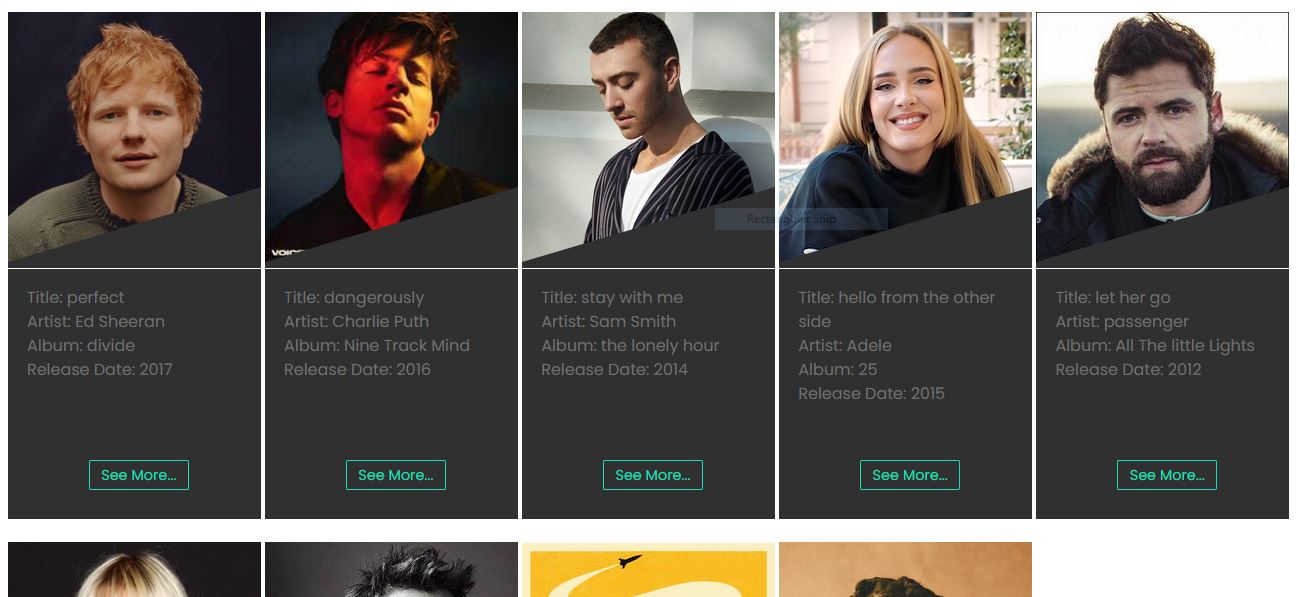 VOICE
Rectangular Snip
Title: perfect
Artist: Ed Sheeran
Album: divide
Release Date: 2017
See More...
Title: dangerously
Artist: Charlie Puth
Album: Nine Track Mind
Release Date: 2016
See More...
Title: stay with me
Artist: Sam Smith
Album: the lonely hour
Release Date: 2014
See More...
Title: hello from the other
side
Artist: Adele
Album: 25
Release Date: 2015
See More...
Title: let her go
Artist: passenger
Album: All The little Lights
Release Date: 2012
See More...